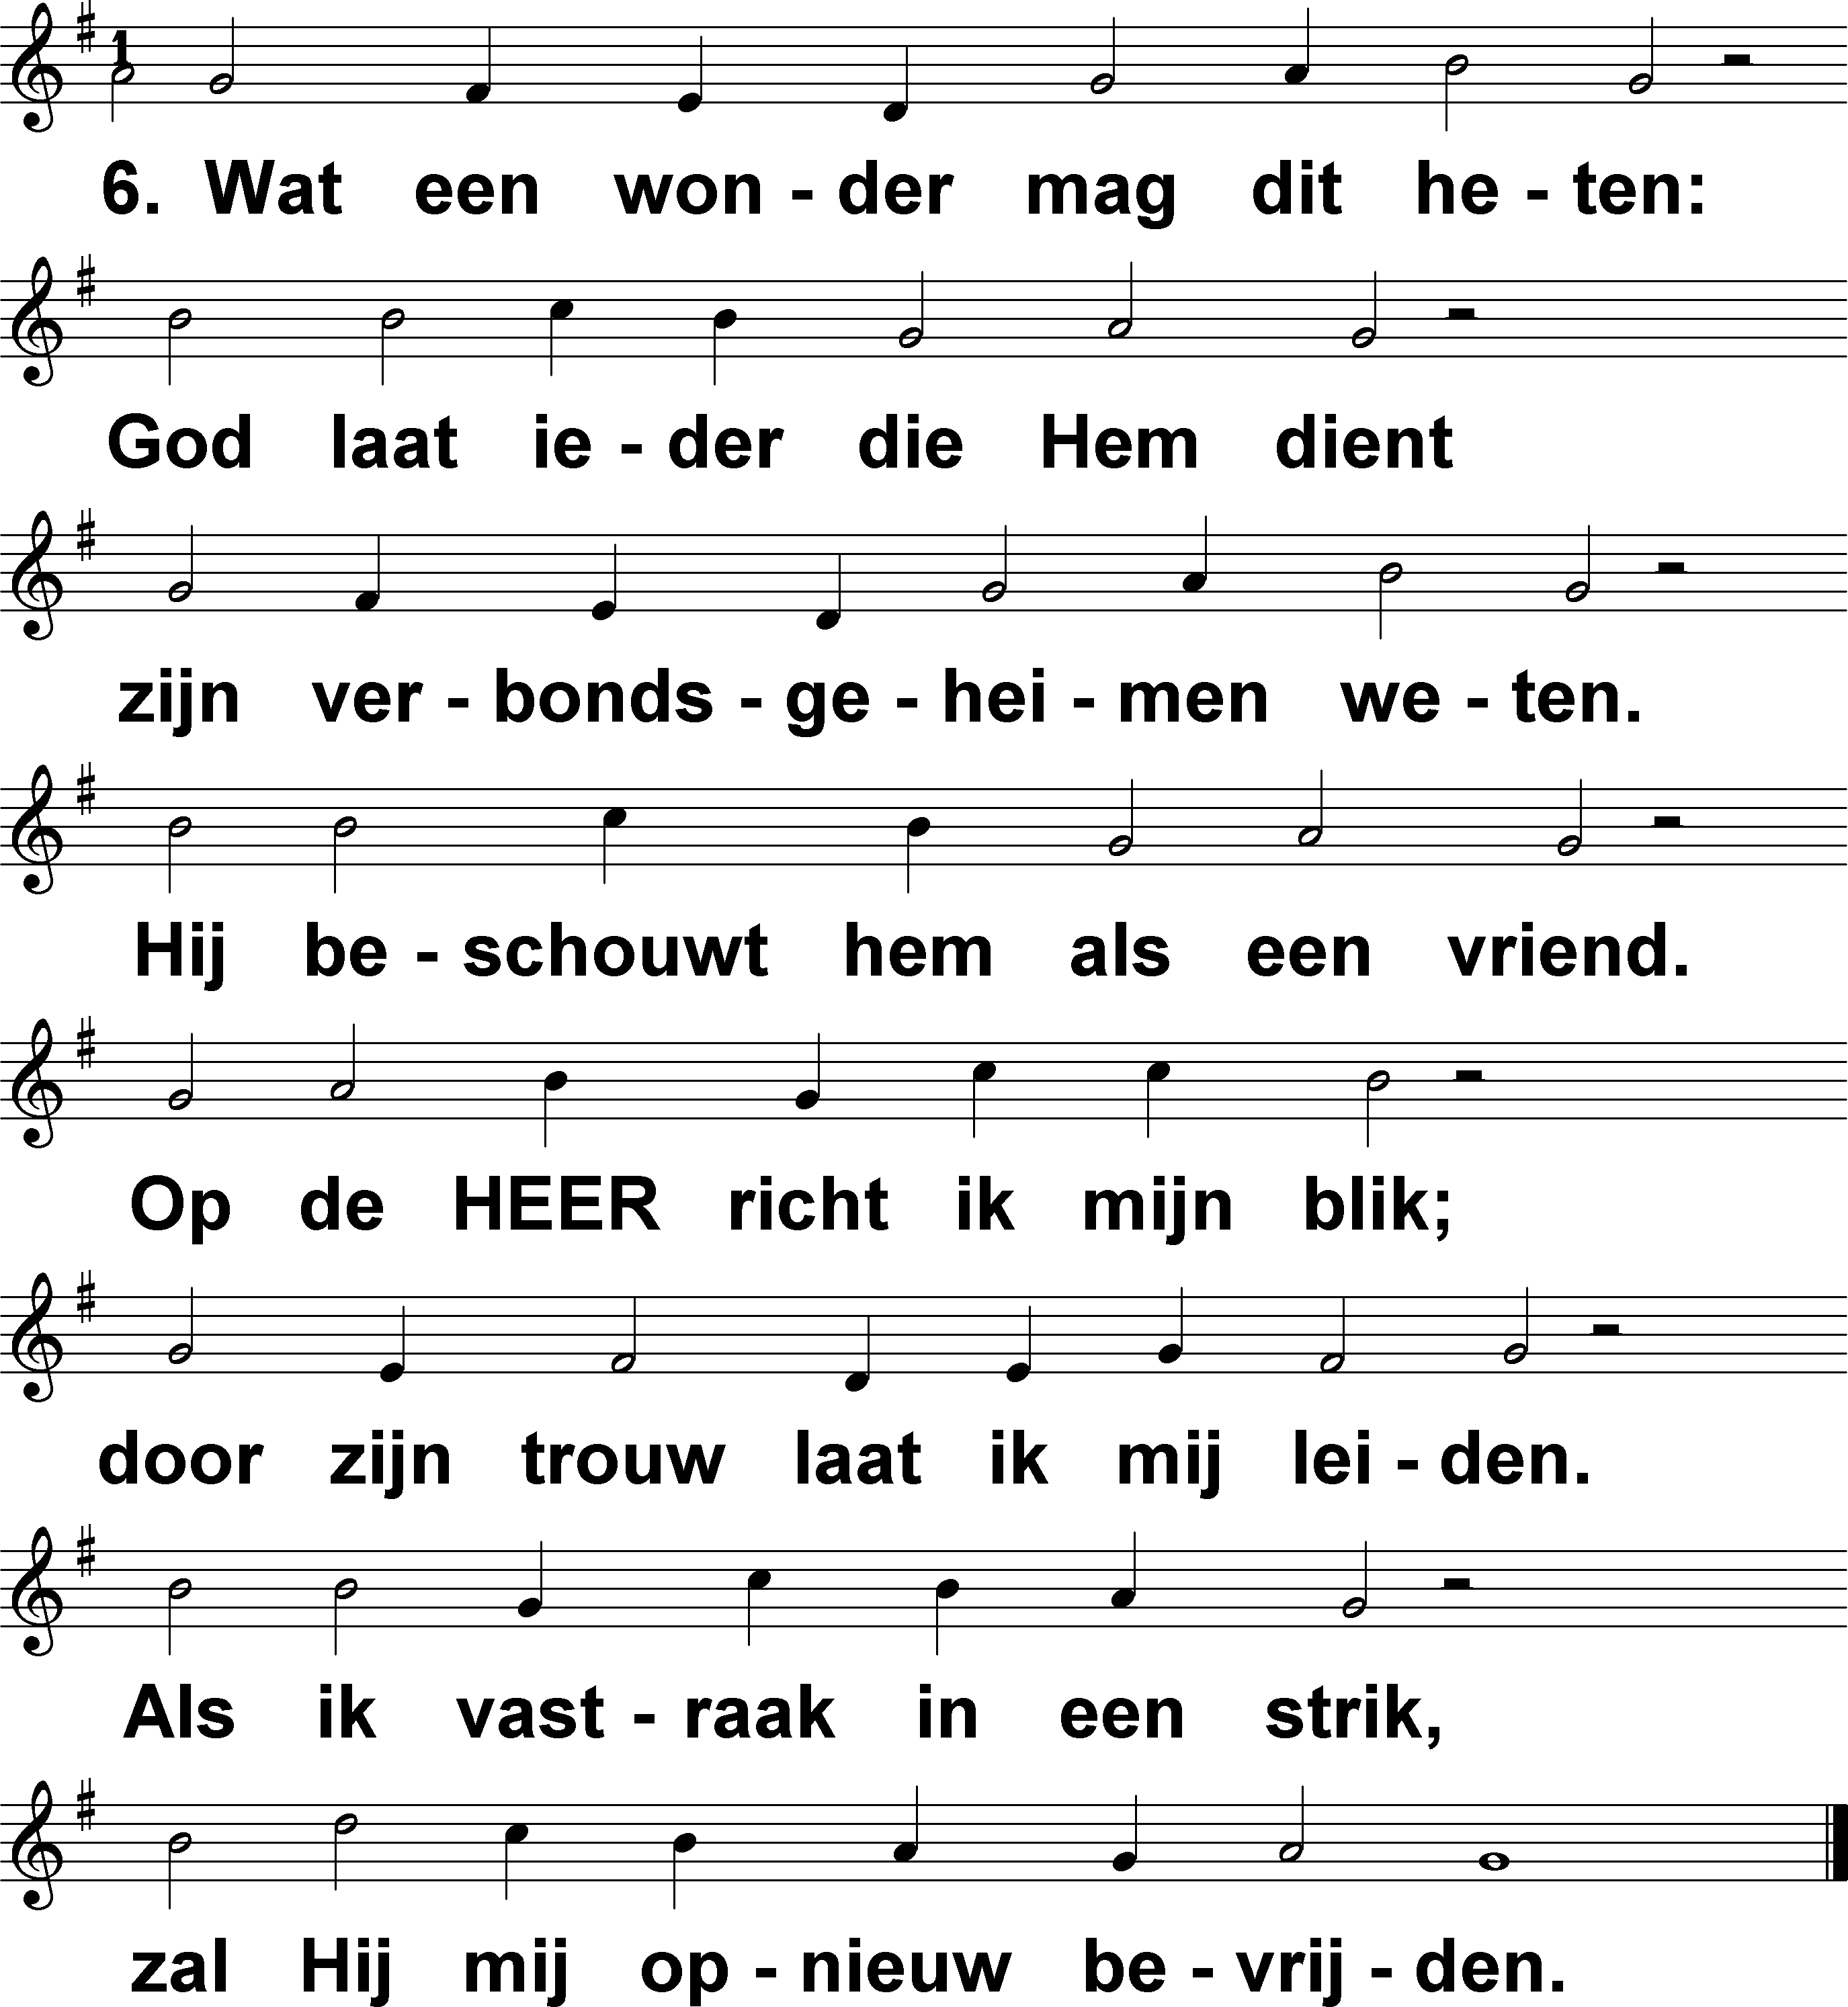 1
6. Wat een won - der mag dit he - ten:
God laat ie - der die Hem dient
zijn ver - bonds - ge - hei - men we - ten.
Hij be - schouwt hem als een vriend.
Op de HEER richt ik mijn blik;
door zijn trouw laat ik mij lei - den.
Als ik vast - raak in een strik,
zal Hij mij op - nieuw be - vrij - den.